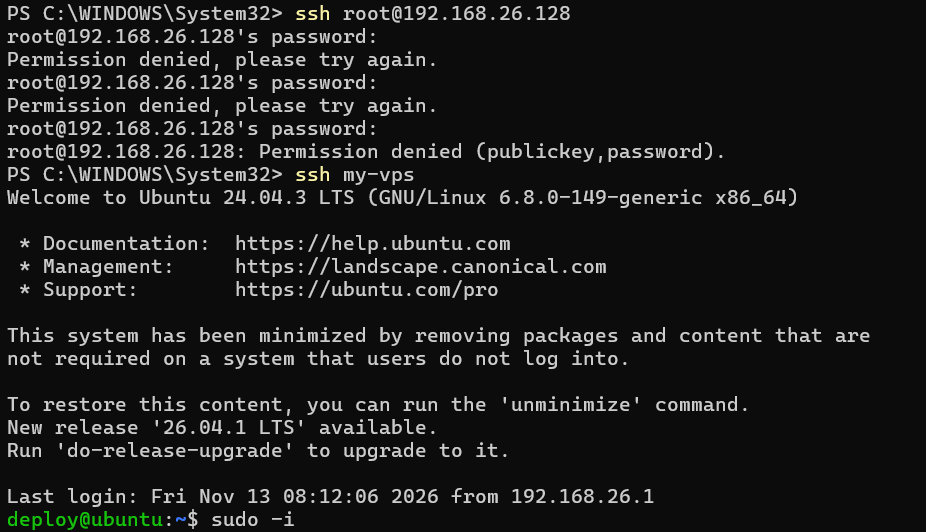 PS C:\WINDOWS\System32> ssh root@192.168.26.128
root@192.168.26.128's password:
Permission denied, please try again.
root@192.168.26.128's password:
Permission denied, please try again.
root@192.168.26.128's password:
root@192.168.26.128: Permission denied (publickey,password).
PS C:\WINDOWS\System32> ssh my-vps
Welcome to Ubuntu 24.04.3 LTS (GNU/Linux 6.8.0-149-generic x86_64)

 * Documentation:  https://help.ubuntu.com
 * Management:     https://landscape.canonical.com
 * Support:        https://ubuntu.com/pro

This system has been minimized by removing packages and content that are
not required on a system that users do not log into.

To restore this content, you can run the 'unminimize' command.
New release '26.04.1 LTS' available.
Run 'do-release-upgrade' to upgrade to it.

Last login: Fri Nov 13 08:12:06 2026 from 192.168.26.1
deploy@ubuntu:~$ sudo -i